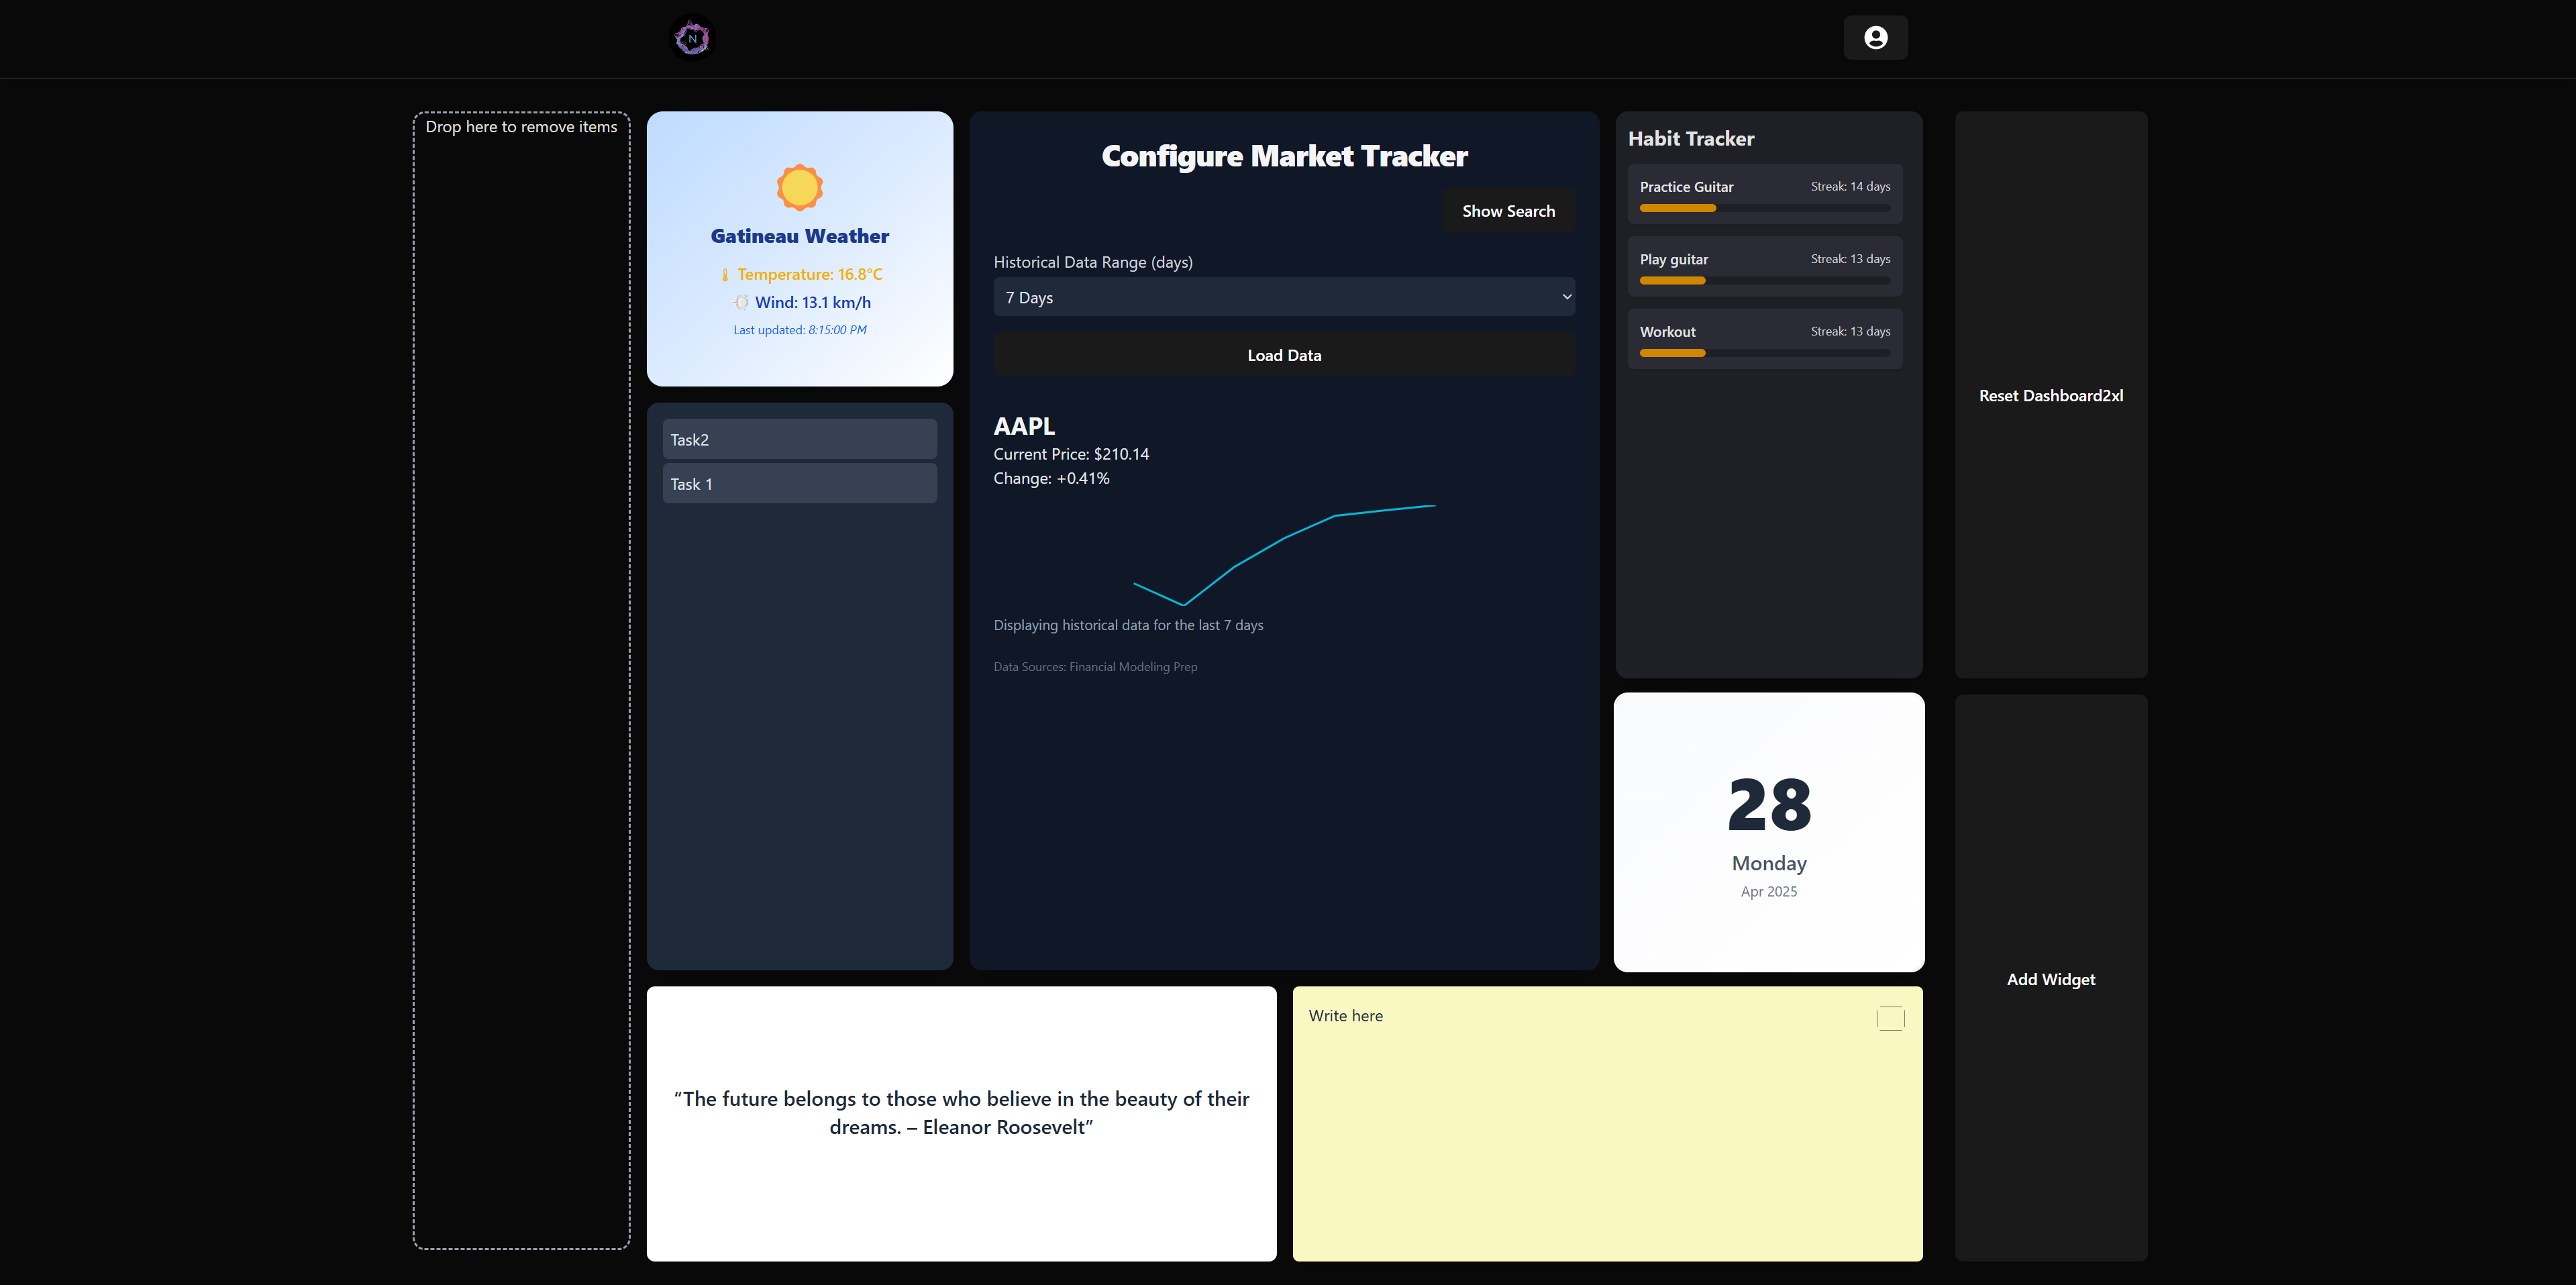 N
Drop here to remove items
Gatineau Weather
Temperature: 16.8°C
Wind: 13.1 km/h
Last updated: 8:15:00 PM
Task2
Task 1
Configure Market Tracker
Show Search
Historical Data Range (days)
7 Days
Load Data
AAPL
Current Price: $210.14
Change: +0.41%
Displaying historical data for the last 7 days
Data Sources: Financial Modeling Prep
Habit Tracker
Practice Guitar Streak: 14 days
Play guitar Streak: 13 days
Workout Streak: 13 days
28
Monday
Apr 2025
Reset Dashboard2xl
Add Widget
“The future belongs to those who believe in the beauty of their
dreams. – Eleanor Roosevelt”
Write here